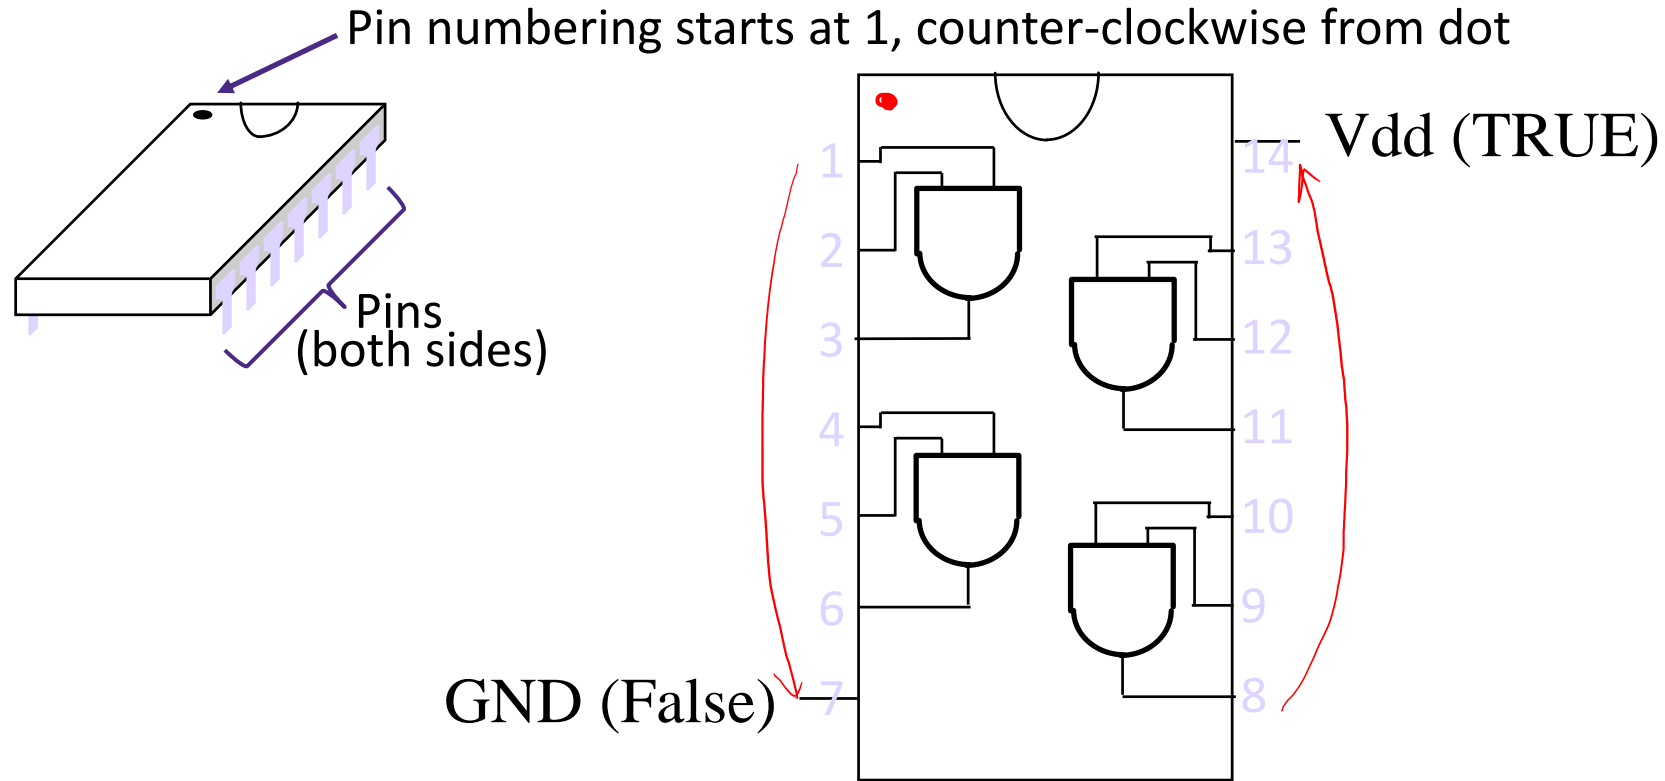 Pin numbering starts at 1, counter-clockwise from dot
Pins
(both sides)
Vdd (TRUE)
GND (False)
1
2
3
4
5
6
7
14
13
12
11
10
9
8